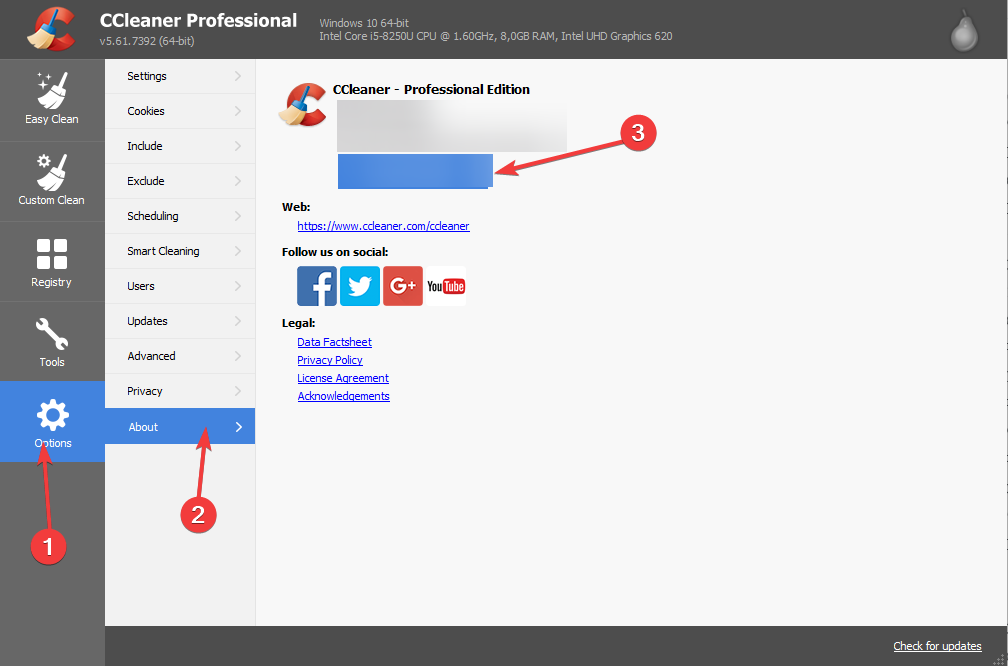 CCleaner Professional
v5.61.7392 (64-bit)
Windows 10 64-bit
Intel Core i5-8250U CPU @ 1.60GHz, 8,0GB RAM, Intel UHD Graphics 620
Easy Clean
Custom Clean
Registry
Tools
Options
1
Settings
Cookies
Include
Exclude
Scheduling
Smart Cleaning
Users
Updates
Advanced
Privacy
About
2
CCleaner - Professional Edition
3
Web:
https://www.ccleaner.com/ccleaner
Follow us on social:
f
G+
YouTube
Legal:
Data Factsheet
Privacy Policy
License Agreement
Acknowledgements
Check for updates